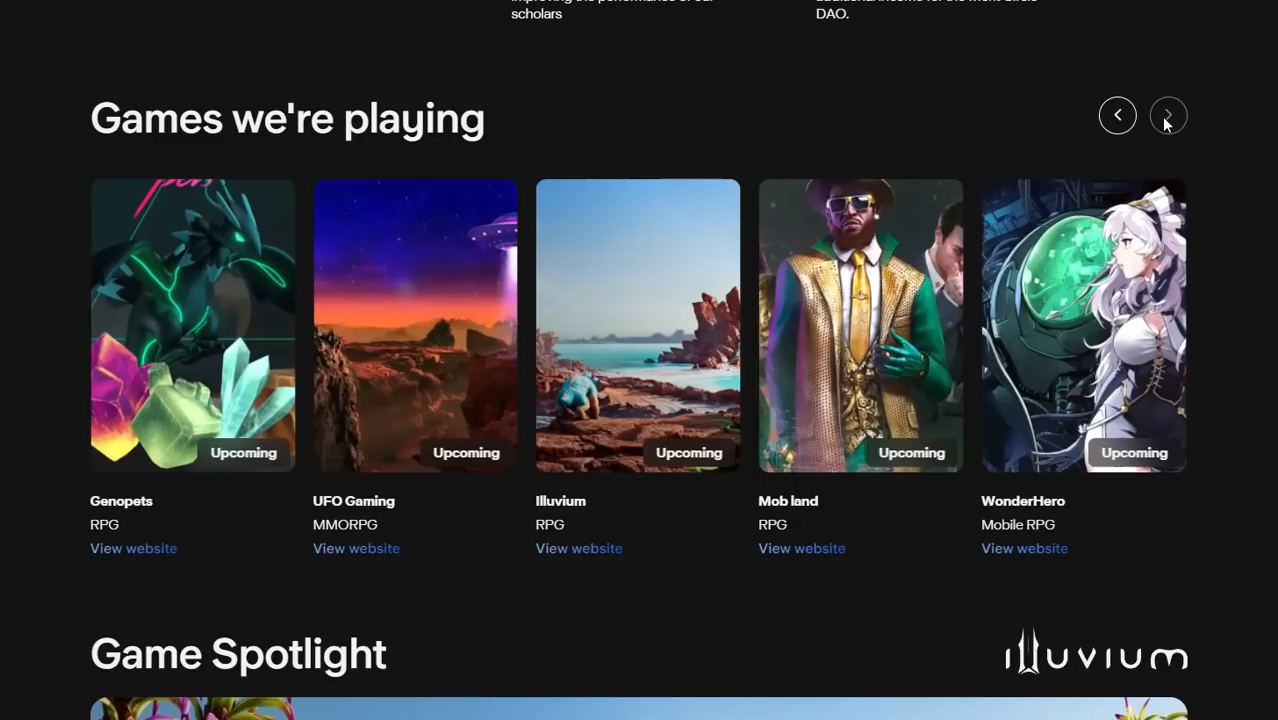 scholars
DAO.
Games we're playing
Upcoming
Upcoming
Upcoming
Upcoming
Upcoming
Genopets
UFO Gaming
Illuvium
Mob land
WonderHero
RPG
MMORPG
RPG
RPG
Mobile RPG
View website
View website
View website
View website
View website
Game Spotlight
illuvium